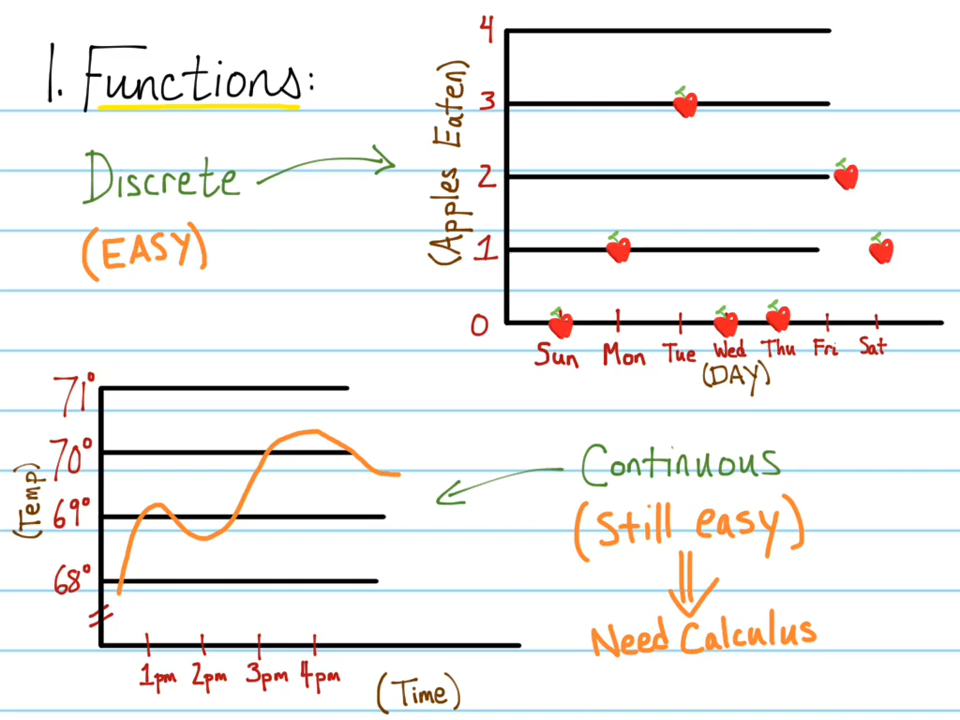 1. Functions:
Discrete
(EASY)
(Apples Eaten)
4
3
2
1
0
Sun Mon Tue Wed Thu Fri Sat
(DAY)
71°
70°
69°
68°
(Temp)
1pm 2pm 3pm 4pm
(Time)
Continuous
(Still easy)
Need Calculus